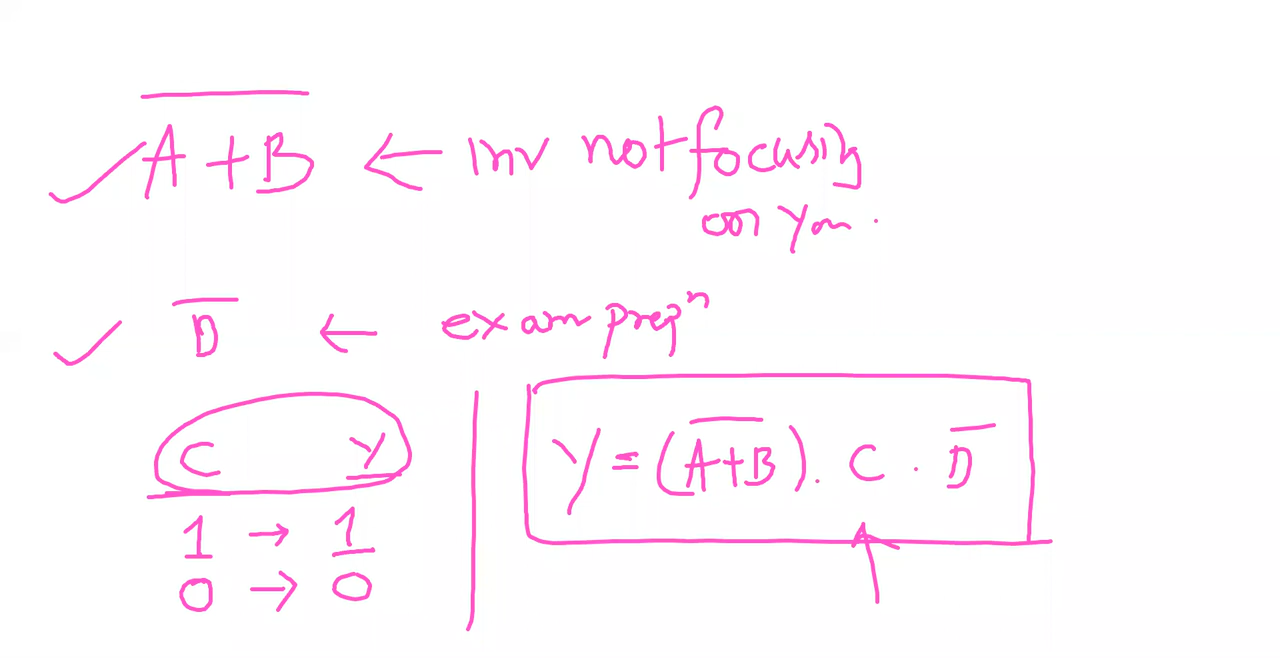 A̅+̅B̅ ← Inv not focusing
on you.
D̅ ← exam prepⁿ
C Y
1 → 1
0 → 0
Y = (A̅+̅B̅). C . D̅